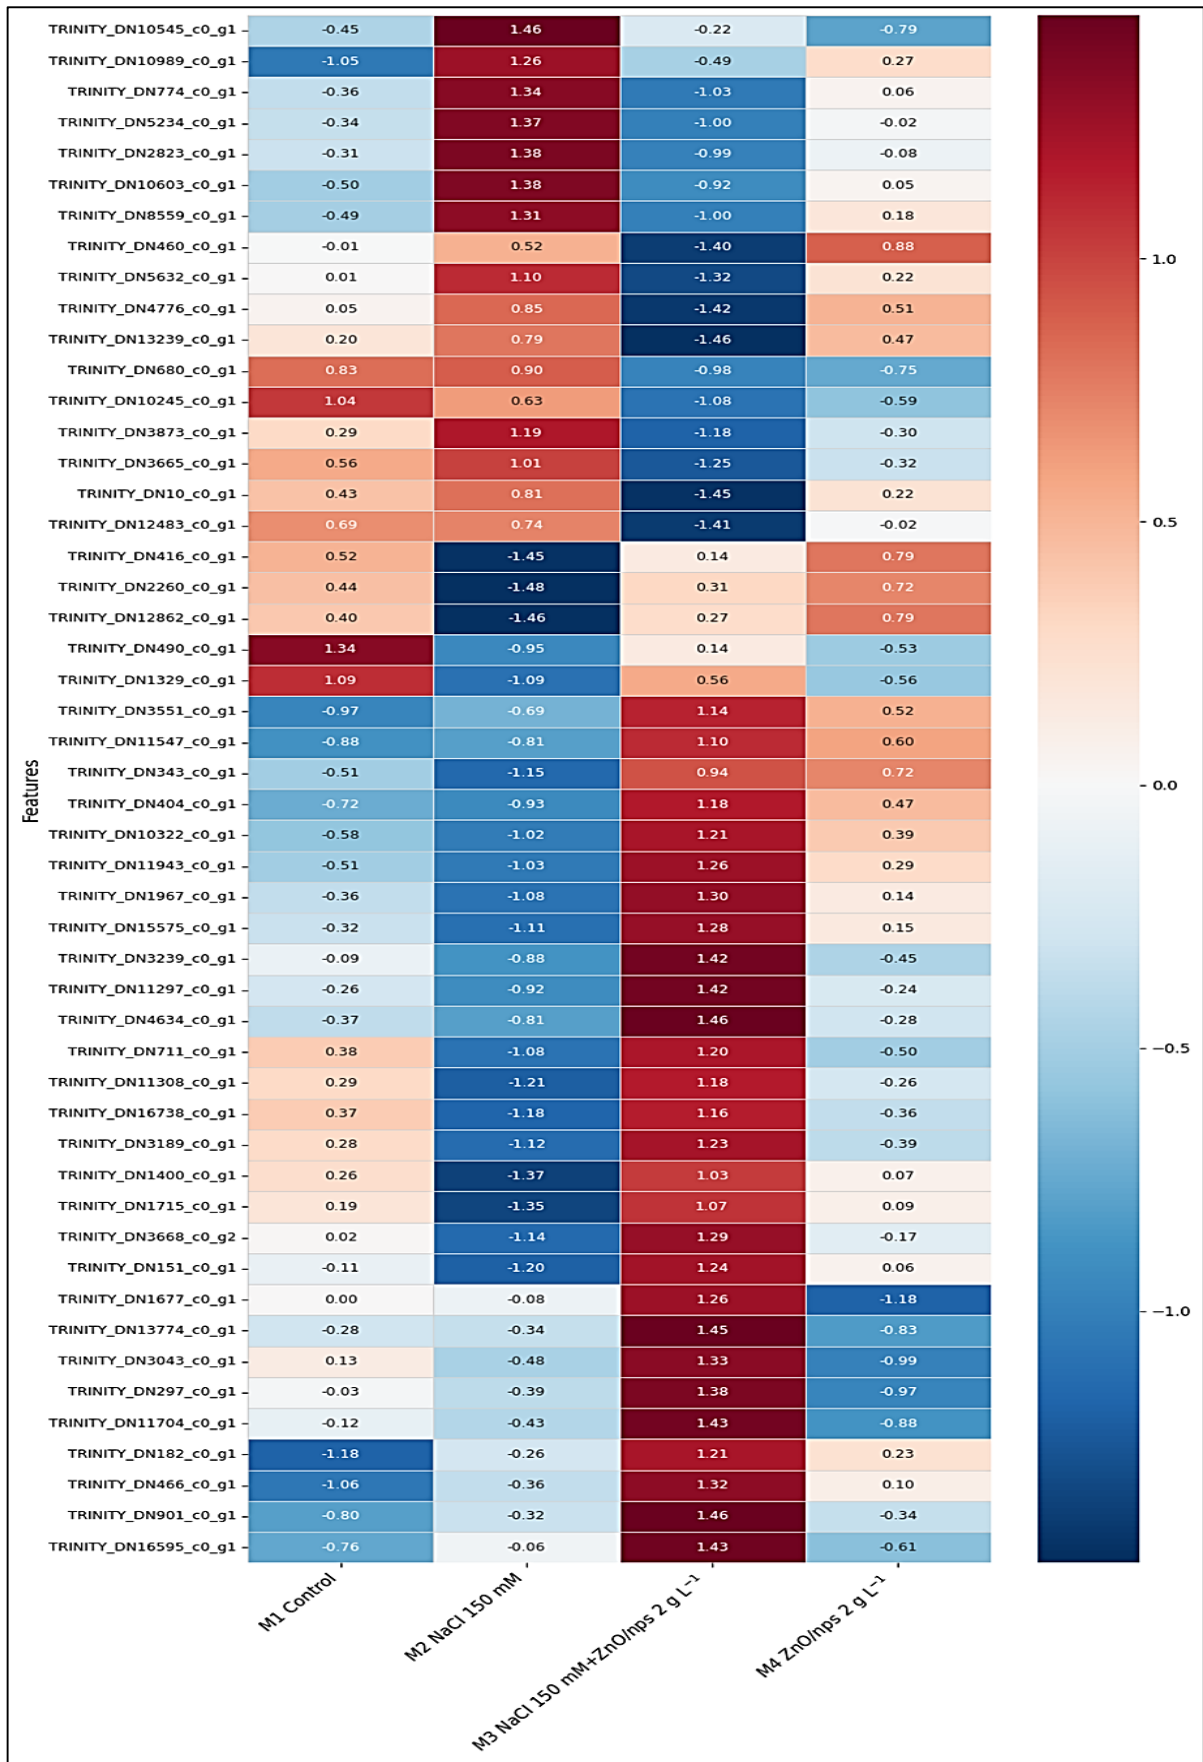 TRINITY_DN10545_c0_g1 -0.45 1.46 -0.22 -0.79
TRINITY_DN10989_c0_g1 -1.05 1.26 -0.49 0.27
TRINITY_DN774_c0_g1 -0.36 1.34 -1.03 0.06
TRINITY_DN5234_c0_g1 -0.34 1.37 -1.00 -0.02
TRINITY_DN2823_c0_g1 -0.31 1.38 -0.99 -0.08
TRINITY_DN10603_c0_g1 -0.50 1.38 -0.92 0.05
TRINITY_DN8559_c0_g1 -0.49 1.31 -1.00 0.18
TRINITY_DN460_c0_g1 -0.01 0.52 -1.40 0.88
1.0
TRINITY_DN5632_c0_g1 0.01 1.10 -1.32 0.22
TRINITY_DN4776_c0_g1 0.05 0.85 -1.42 0.51
TRINITY_DN13239_c0_g1 0.20 0.79 -1.46 0.47
TRINITY_DN680_c0_g1 0.83 0.90 -0.98 -0.75
TRINITY_DN10245_c0_g1 1.04 0.63 -1.08 -0.59
TRINITY_DN3873_c0_g1 0.29 1.19 -1.18 -0.30
TRINITY_DN3665_c0_g1 0.56 1.01 -1.25 -0.32
TRINITY_DN10_c0_g1 0.43 0.81 -1.45 0.22
TRINITY_DN12483_c0_g1 0.69 0.74 -1.41 -0.02
0.5
TRINITY_DN416_c0_g1 0.52 -1.45 0.14 0.79
TRINITY_DN2260_c0_g1 0.44 -1.48 0.31 0.72
TRINITY_DN12862_c0_g1 0.40 -1.46 0.27 0.79
TRINITY_DN490_c0_g1 1.34 -0.95 0.14 -0.53
TRINITY_DN1329_c0_g1 1.09 -1.09 0.56 -0.56
TRINITY_DN3551_c0_g1 -0.97 -0.69 1.14 0.52
TRINITY_DN11547_c0_g1 -0.88 -0.81 1.10 0.60
TRINITY_DN343_c0_g1 -0.51 -1.15 0.94 0.72
0.0
Features
TRINITY_DN404_c0_g1 -0.72 -0.93 1.18 0.47
TRINITY_DN10322_c0_g1 -0.58 -1.02 1.21 0.39
TRINITY_DN11943_c0_g1 -0.51 -1.03 1.26 0.29
TRINITY_DN1967_c0_g1 -0.36 -1.08 1.30 0.14
TRINITY_DN15575_c0_g1 -0.32 -1.11 1.28 0.15
TRINITY_DN3239_c0_g1 -0.09 -0.88 1.42 -0.45
TRINITY_DN11297_c0_g1 -0.26 -0.92 1.42 -0.24
TRINITY_DN4634_c0_g1 -0.37 -0.81 1.46 -0.28
TRINITY_DN711_c0_g1 0.38 -1.08 1.20 -0.50
−0.5
TRINITY_DN11308_c0_g1 0.29 -1.21 1.18 -0.26
TRINITY_DN16738_c0_g1 0.37 -1.18 1.16 -0.36
TRINITY_DN3189_c0_g1 0.28 -1.12 1.23 -0.39
TRINITY_DN1400_c0_g1 0.26 -1.37 1.03 0.07
TRINITY_DN1715_c0_g1 0.19 -1.35 1.07 0.09
TRINITY_DN3668_c0_g2 0.02 -1.14 1.29 -0.17
TRINITY_DN151_c0_g1 -0.11 -1.20 1.24 0.06
TRINITY_DN1677_c0_g1 0.00 -0.08 1.26 -1.18
−1.0
TRINITY_DN13774_c0_g1 -0.28 -0.34 1.45 -0.83
TRINITY_DN3043_c0_g1 0.13 -0.48 1.33 -0.99
TRINITY_DN297_c0_g1 -0.03 -0.39 1.38 -0.97
TRINITY_DN11704_c0_g1 -0.12 -0.43 1.43 -0.88
TRINITY_DN182_c0_g1 -1.18 -0.26 1.21 0.23
TRINITY_DN466_c0_g1 -1.06 -0.36 1.32 0.10
TRINITY_DN901_c0_g1 -0.80 -0.32 1.46 -0.34
TRINITY_DN16595_c0_g1 -0.76 -0.06 1.43 -0.61
M1 Control
M2 NaCl 150 mM
M3 NaCl 150 mM+ZnO/nps 2 g L⁻¹
M4 ZnO/nps 2 g L⁻¹